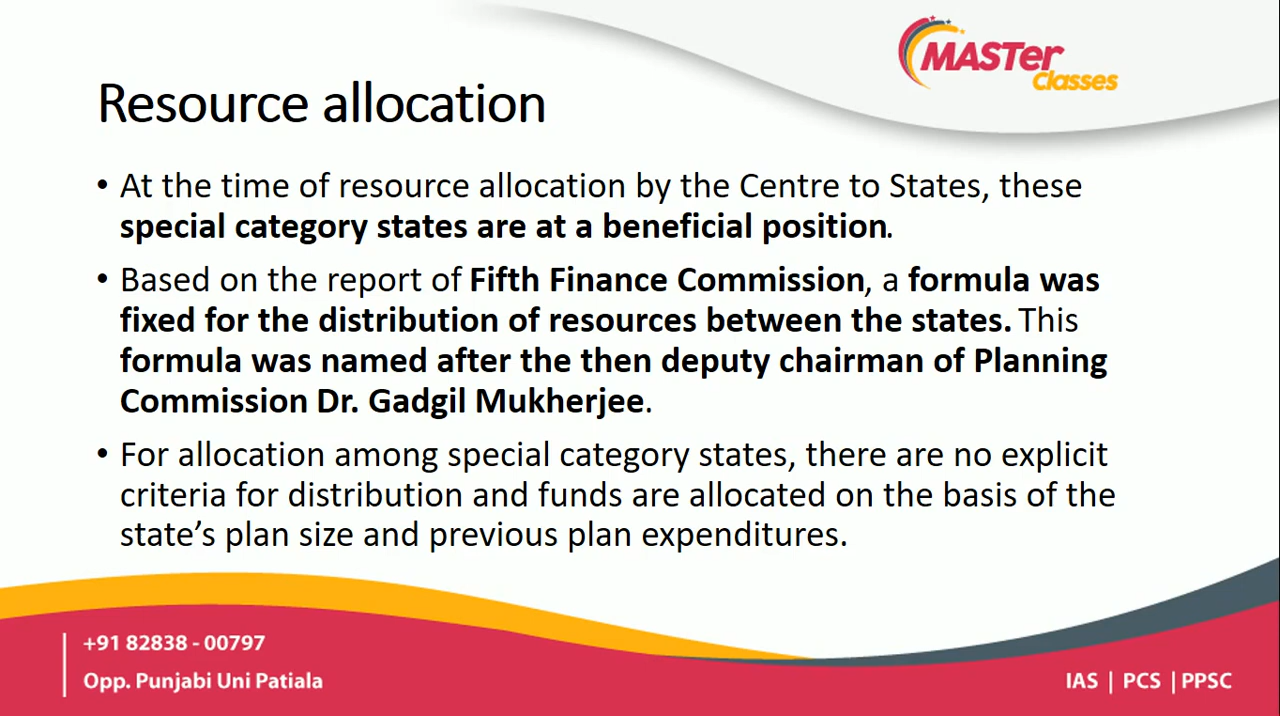 MASTer
Classes
Resource allocation
• At the time of resource allocation by the Centre to States, these
special category states are at a beneficial position.
• Based on the report of Fifth Finance Commission, a formula was
fixed for the distribution of resources between the states. This
formula was named after the then deputy chairman of Planning
Commission Dr. Gadgil Mukherjee.
• For allocation among special category states, there are no explicit
criteria for distribution and funds are allocated on the basis of the
state’s plan size and previous plan expenditures.
+91 82838 - 00797
Opp. Punjabi Uni Patiala
IAS | PCS | PPSC